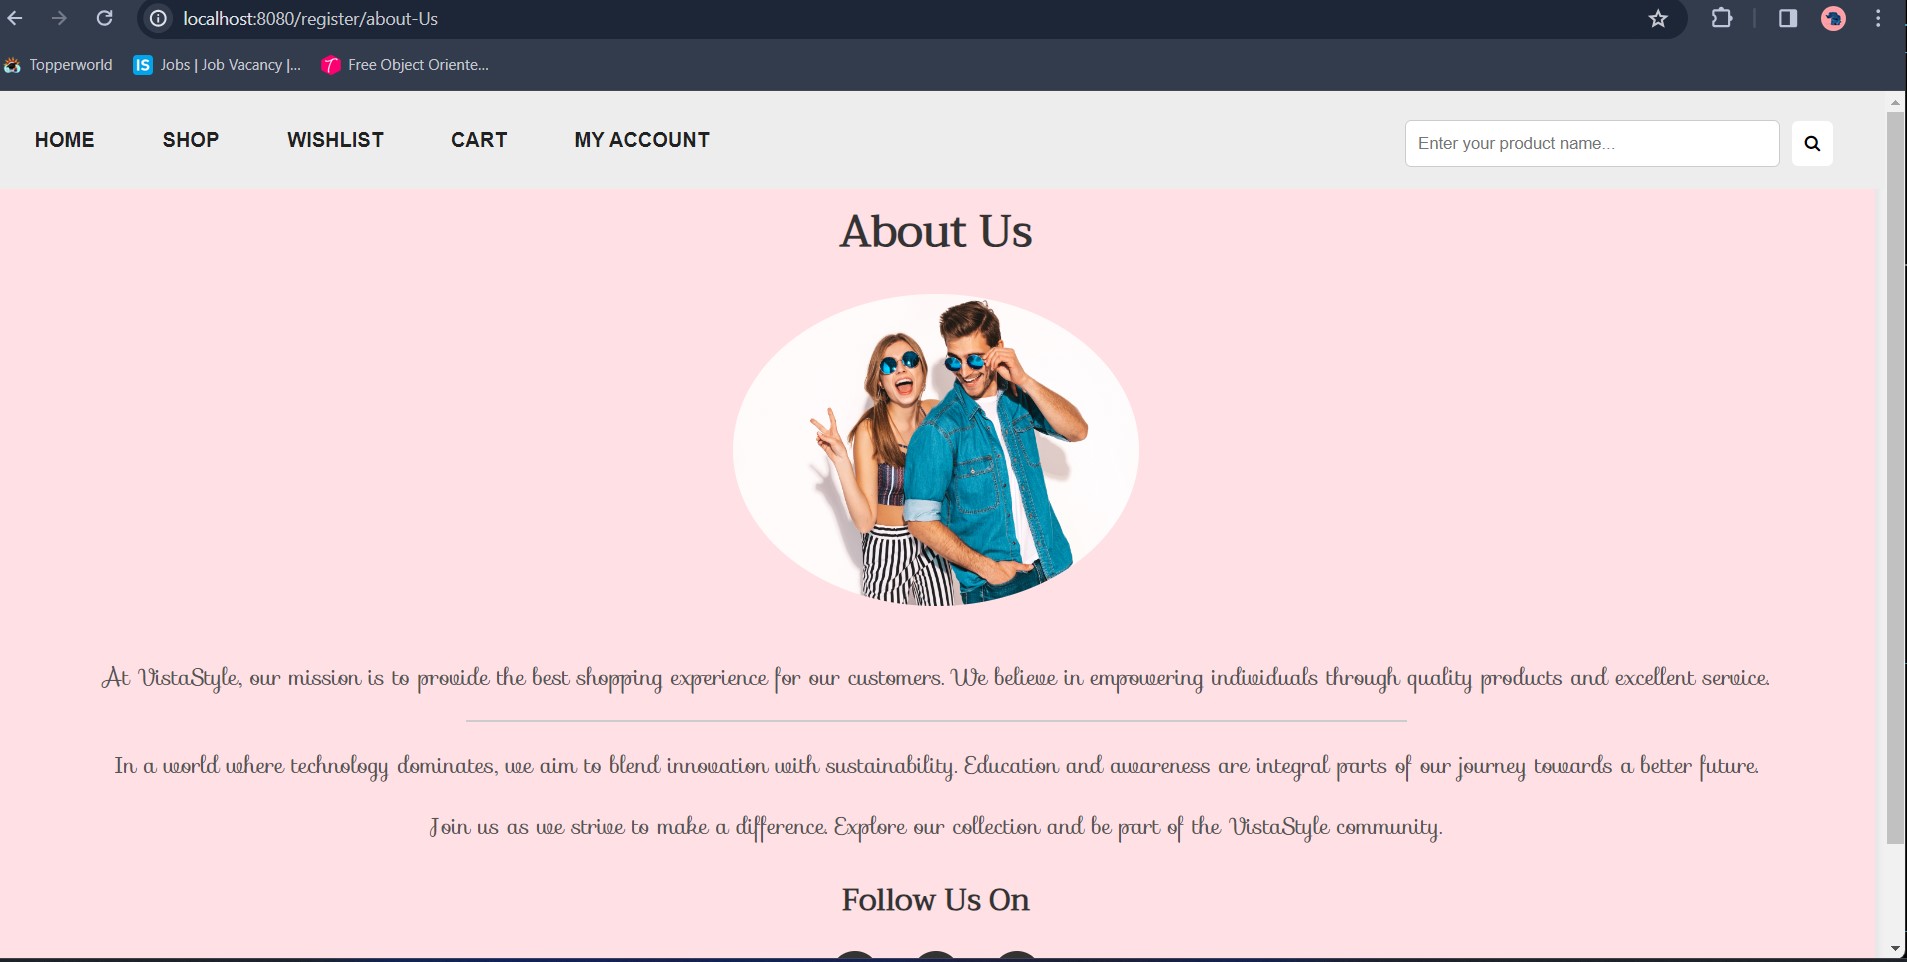 localhost:8080/register/about-Us
Topperworld
IS Jobs | Job Vacancy |...
Free Object Oriente...
HOME SHOP WISHLIST CART MY ACCOUNT Enter your product name...
About Us
At VistaStyle, our mission is to provide the best shopping experience for our customers. We believe in empowering individuals through quality products and excellent service.
In a world where technology dominates, we aim to blend innovation with sustainability. Education and awareness are integral parts of our journey towards a better future.
Join us as we strive to make a difference. Explore our collection and be part of the VistaStyle community.
Follow Us On